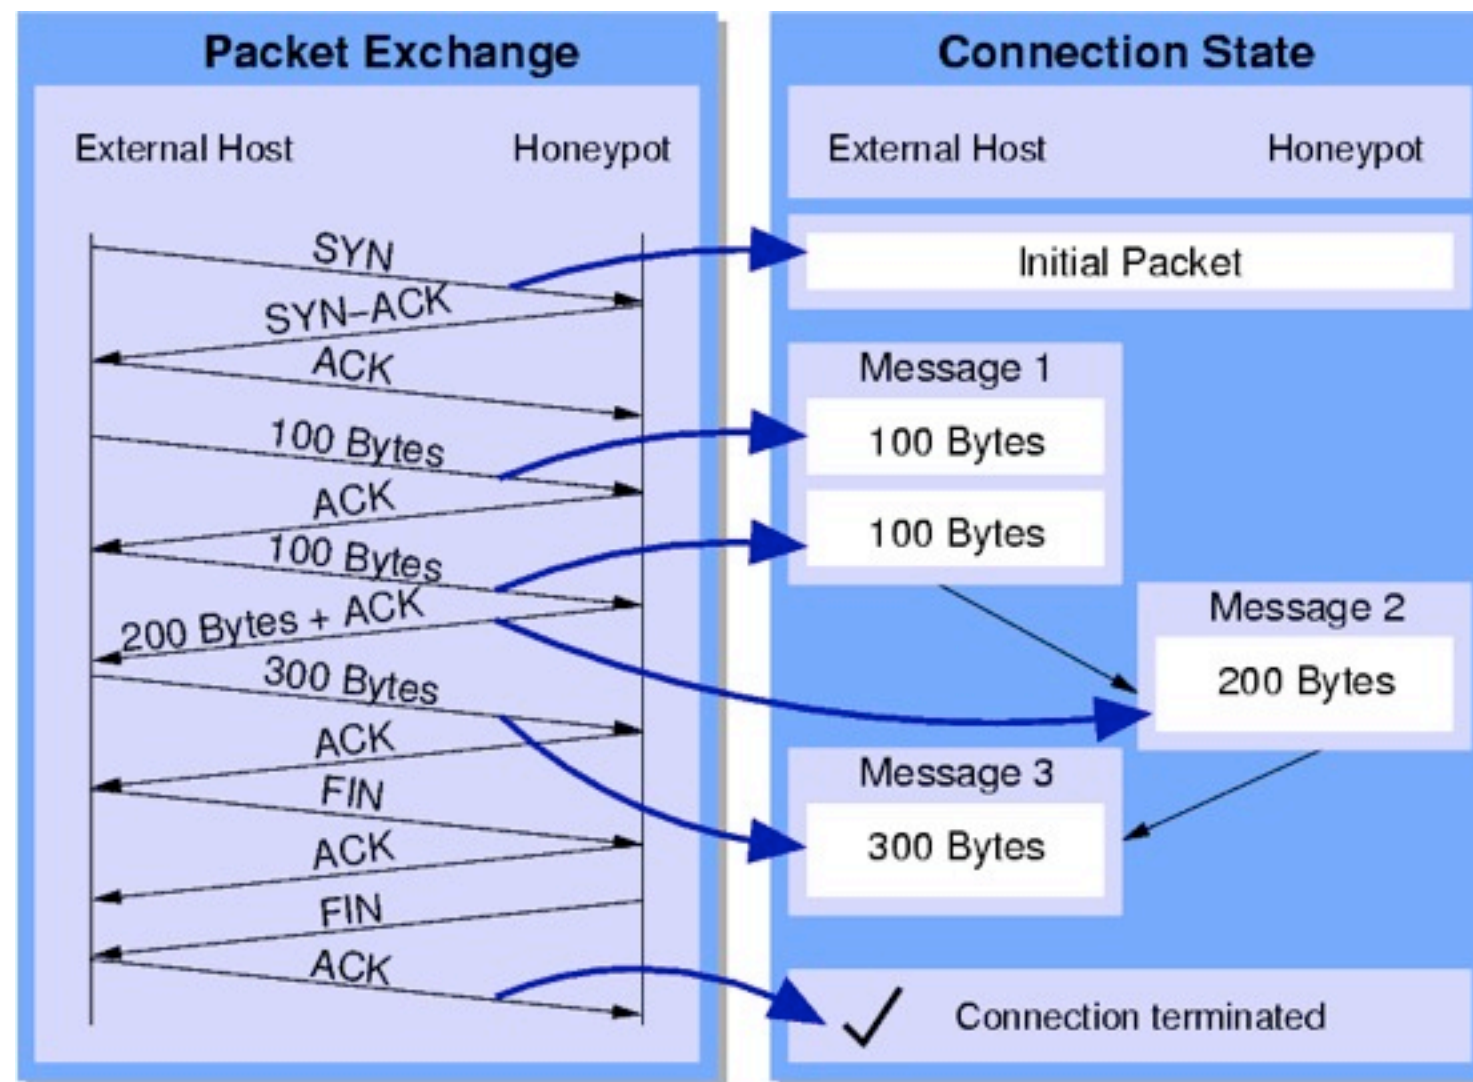 Packet Exchange
External Host Honeypot
SYN
SYN–ACK
ACK
100 Bytes
ACK
100 Bytes
200 Bytes + ACK
300 Bytes
ACK
FIN
ACK
FIN
ACK
Connection State
External Host Honeypot
Initial Packet
Message 1
100 Bytes
100 Bytes
Message 2
200 Bytes
Message 3
300 Bytes
Connection terminated